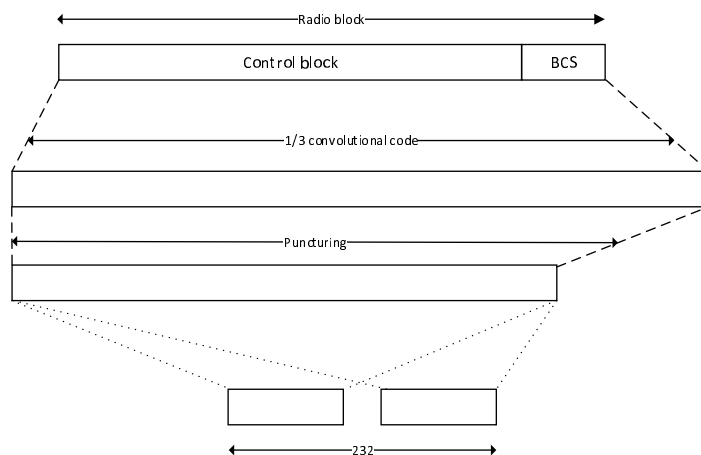 Radio block
Control block
BCS
1/3 convolutional code
Puncturing
232